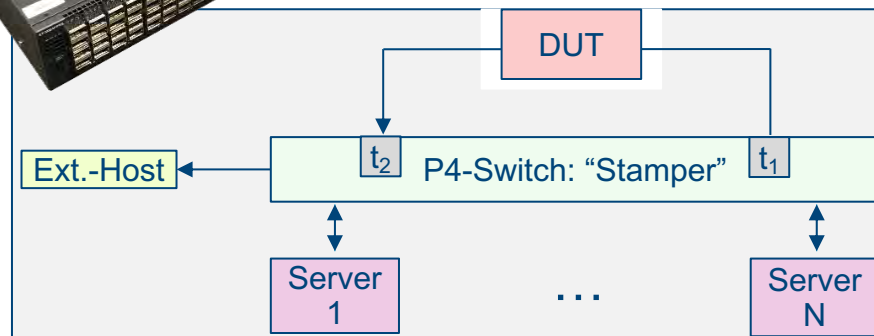 DUT
t2
P4-Switch: “Stamper”
t1
Ext.-Host
Server
1
...
Server
N